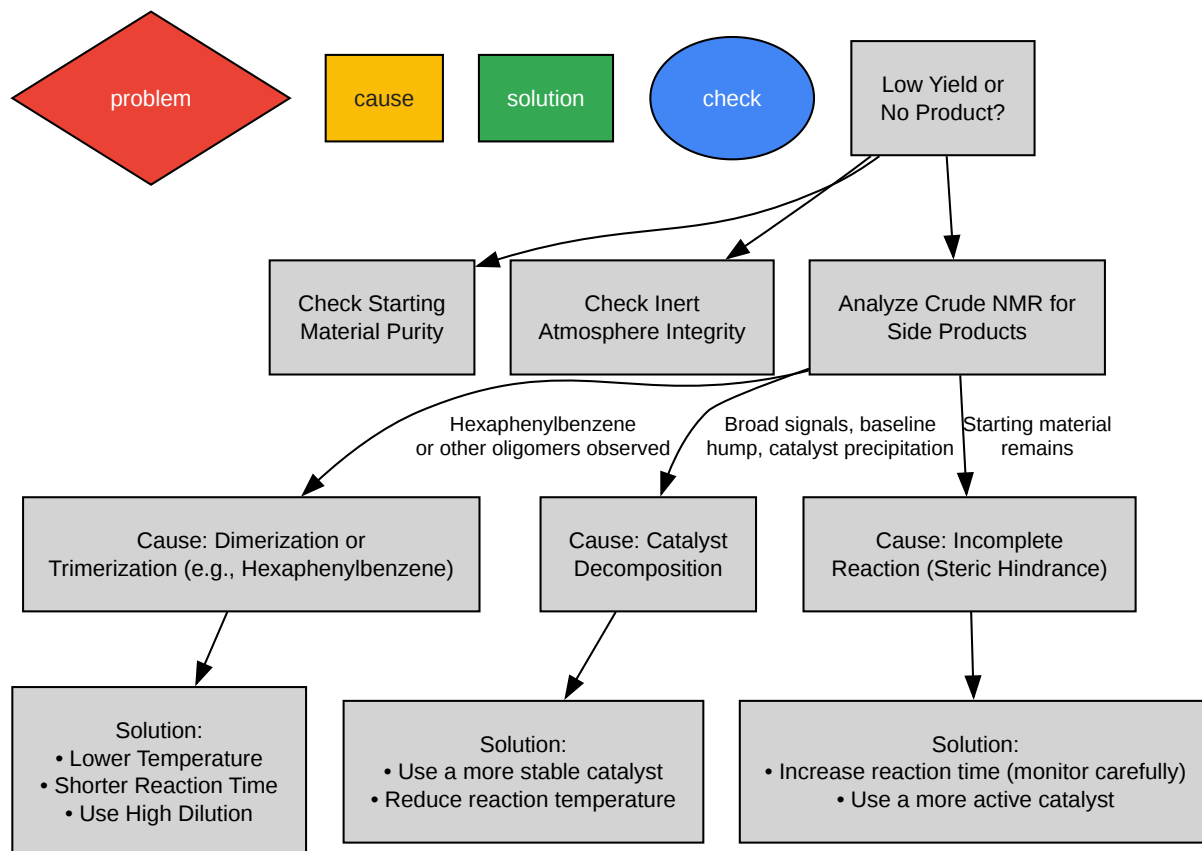 problem
cause
solution
check
Low Yield or
No Product?
Check Starting
Material Purity
Check Inert
Atmosphere Integrity
Analyze Crude NMR for
Side Products
Hexaphenylbenzene
or other oligomers observed
Broad signals, baseline
hump, catalyst precipitation
Starting material
remains
Cause: Dimerization or
Trimerization (e.g., Hexaphenylbenzene)
Cause: Catalyst
Decomposition
Cause: Incomplete
Reaction (Steric Hindrance)
Solution:
• Lower Temperature
• Shorter Reaction Time
• Use High Dilution
Solution:
• Use a more stable catalyst
• Reduce reaction temperature
Solution:
• Increase reaction time (monitor carefully)
• Use a more active catalyst